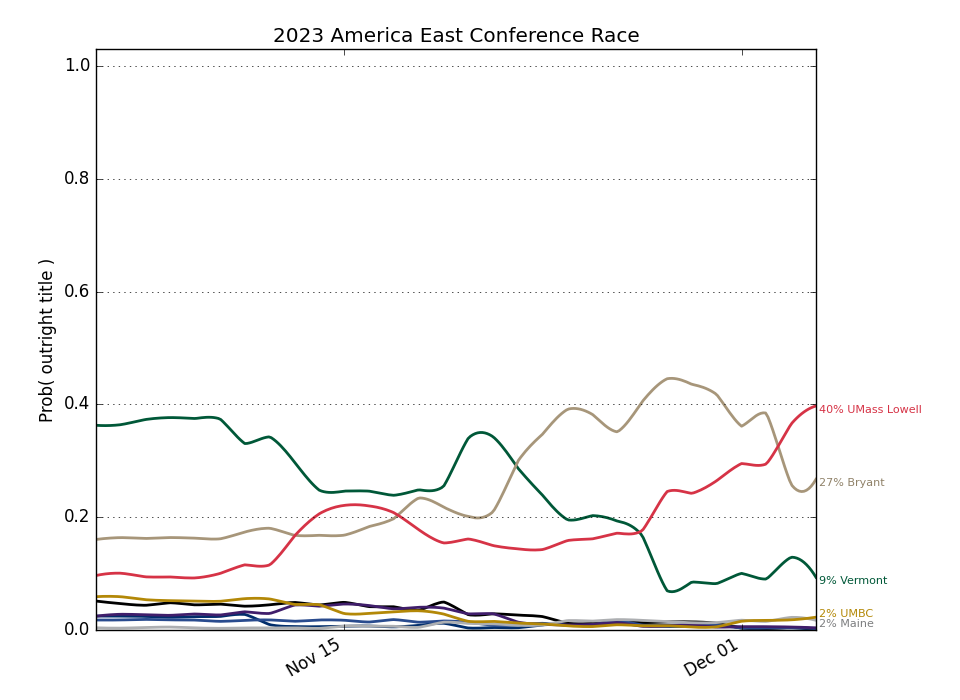 2023 America East Conference Race
Prob( outright title )
1.0
0.8
0.6
0.4
0.2
0.0
40% UMass Lowell
27% Bryant
9% Vermont
2% UMBC
2% Maine
Nov 15
Dec 01